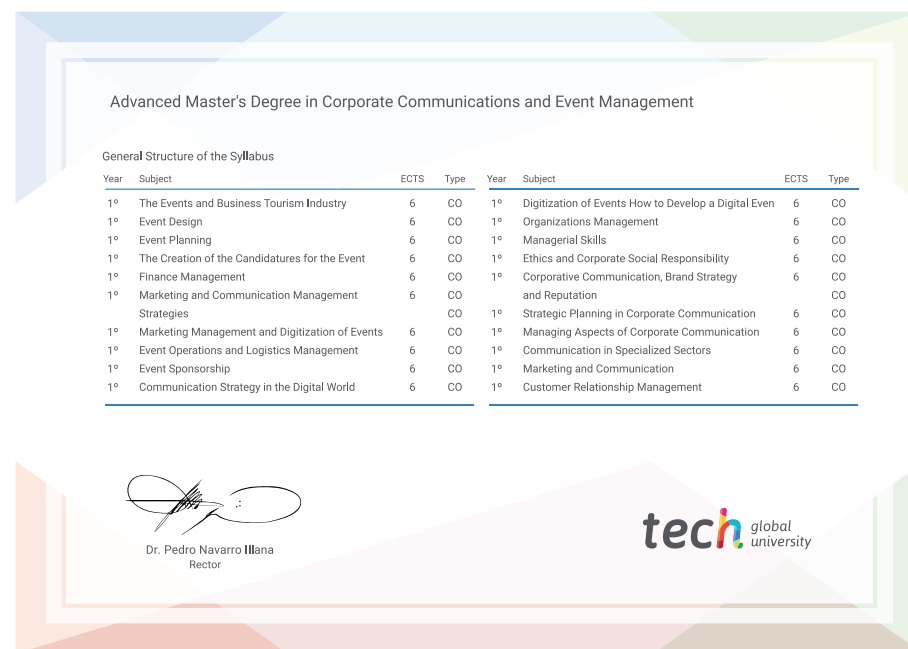 Advanced Master's Degree in Corporate Communications and Event Management
General Structure of the Syllabus
Year Subject ECTS Type
1º The Events and Business Tourism Industry 6 CO
1º Event Design 6 CO
1º Event Planning 6 CO
1º The Creation of the Candidatures for the Event 6 CO
1º Finance Management 6 CO
1º Marketing and Communication Management 6 CO
Strategies CO
1º Marketing Management and Digitization of Events 6 CO
1º Event Operations and Logistics Management 6 CO
1º Event Sponsorship 6 CO
1º Communication Strategy in the Digital World 6 CO
Year Subject ECTS Type
1º Digitization of Events How to Develop a Digital Even 6 CO
1º Organizations Management 6 CO
1º Managerial Skills 6 CO
1º Ethics and Corporate Social Responsibility 6 CO
1º Corporative Communication, Brand Strategy 6 CO
and Reputation CO
1º Strategic Planning in Corporate Communication 6 CO
1º Managing Aspects of Corporate Communication 6 CO
1º Communication in Specialized Sectors 6 CO
1º Marketing and Communication 6 CO
1º Customer Relationship Management 6 CO
Dr. Pedro Navarro Illana
Rector
tech global
university